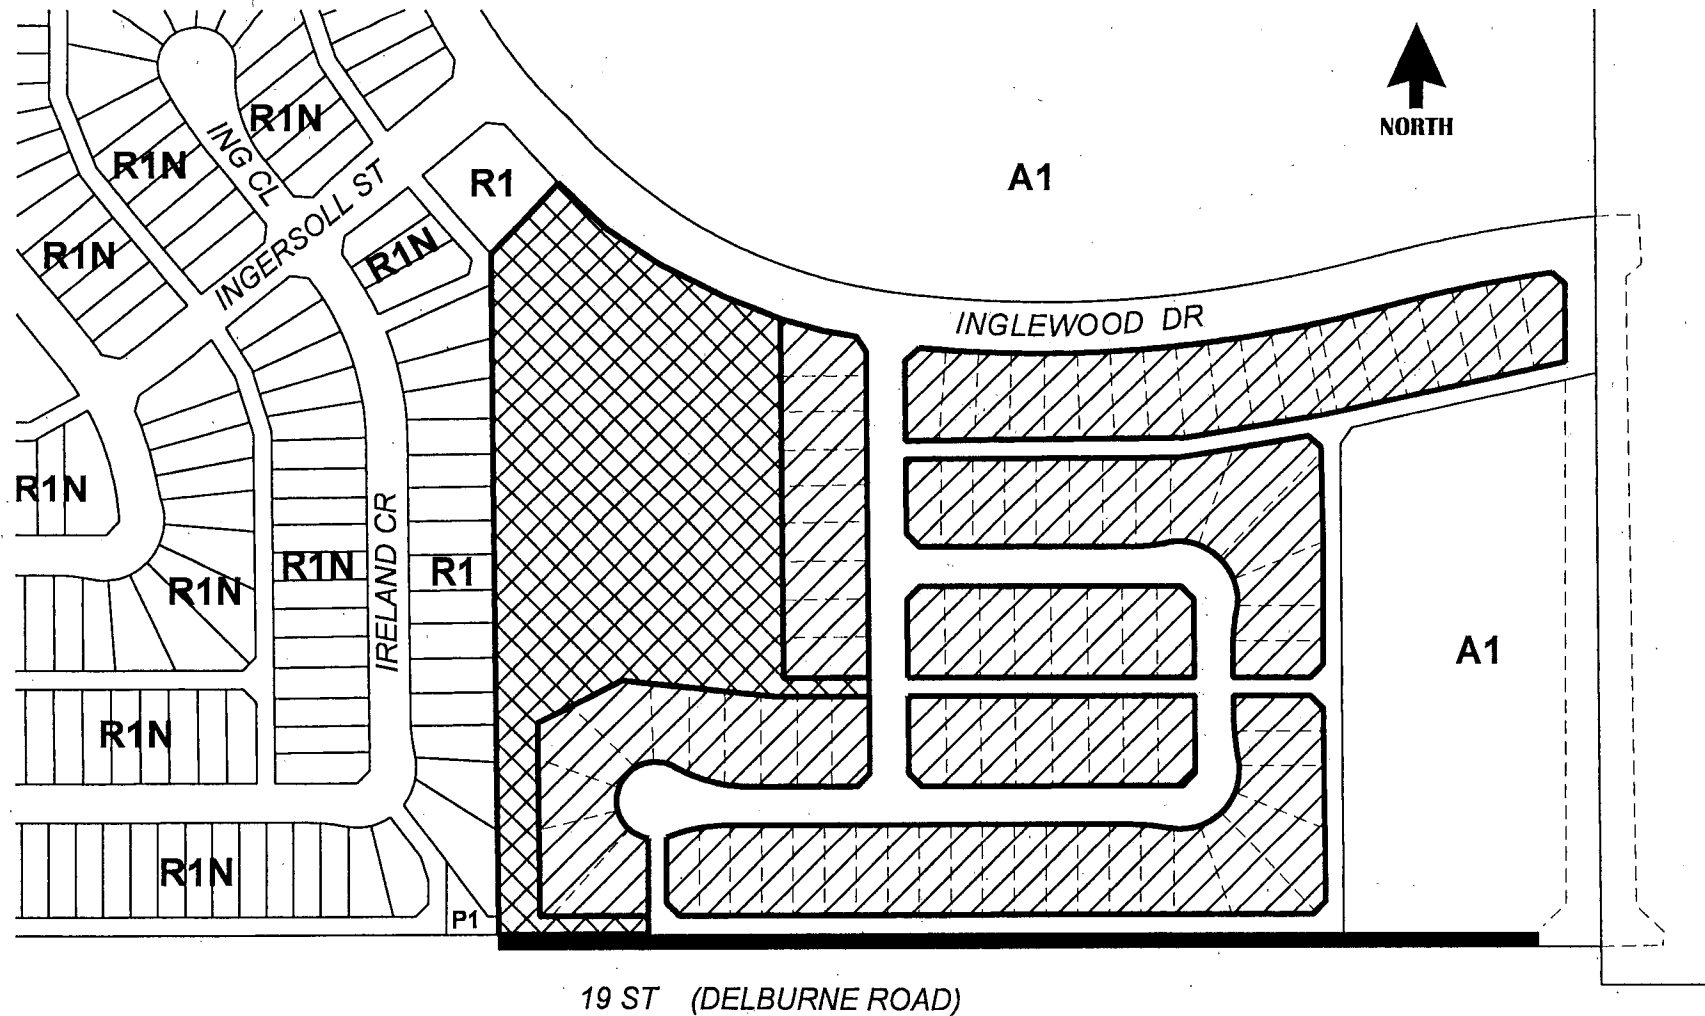 NORTH
R1N
ING CL
R1N
R1
A1
INGERSOLL ST
R1N
R1N
INGLEWOOD DR
R1N
R1N
R1N
IRELAND CR
R1
A1
R1N
R1N
P1
19 ST (DELBURNE ROAD)